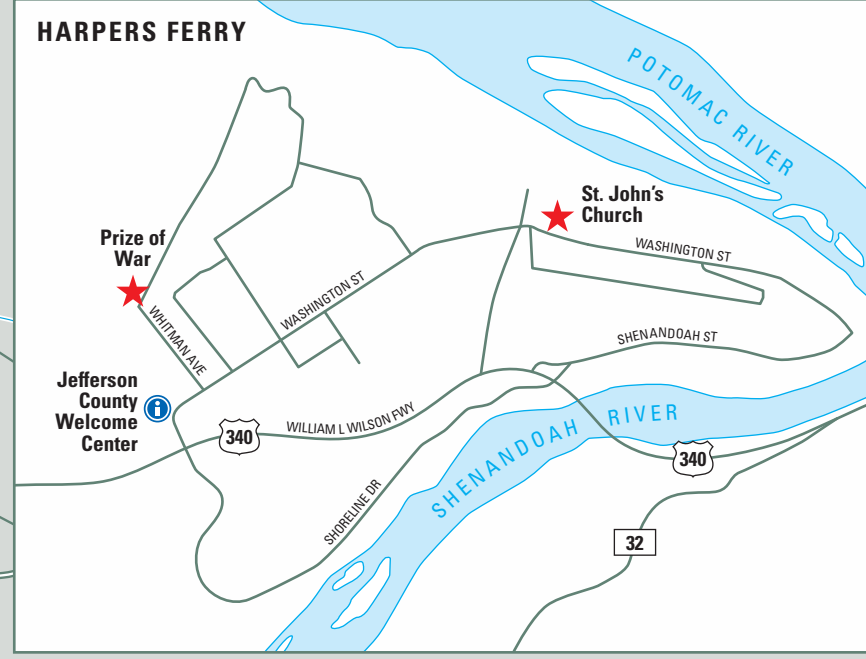 HARPERS FERRY
POTOMAC RIVER
St. John's
Church
Prize of
War
WASHINGTON ST
WASHINGTON ST
WHITMAN AVE
SHENANDOAH ST
Jefferson
County
Welcome
Center
i
340
WILLIAM L WILSON FWY
SHENANDOAH RIVER
340
SHORELINE DR
32